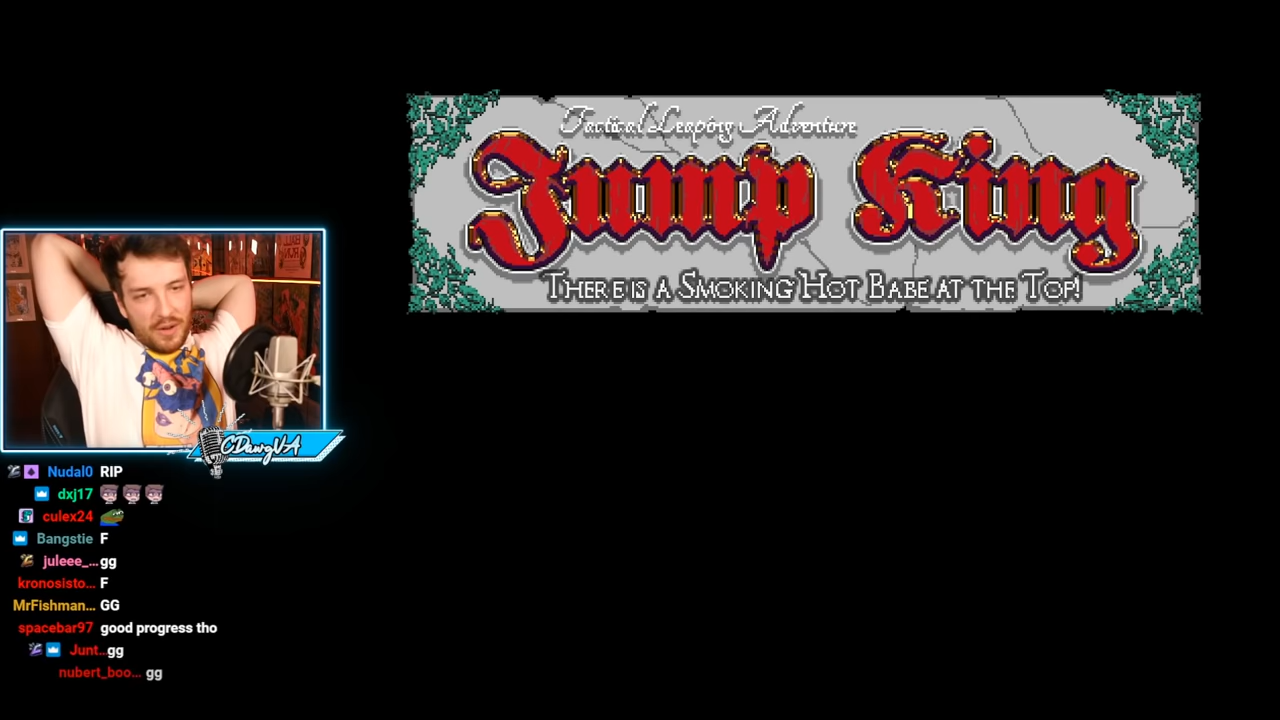 Tactical Leaping Adventure
Jump King
THERE IS A SMOKING HOT BABE AT THE TOP!
CDawgVA
Nudal0 RIP
dxj17
culex24
Bangstie F
juleee_... gg
kronosisto... F
MrFishman... GG
spacebar97 good progress tho
Junt... gg
nubert_boo... gg